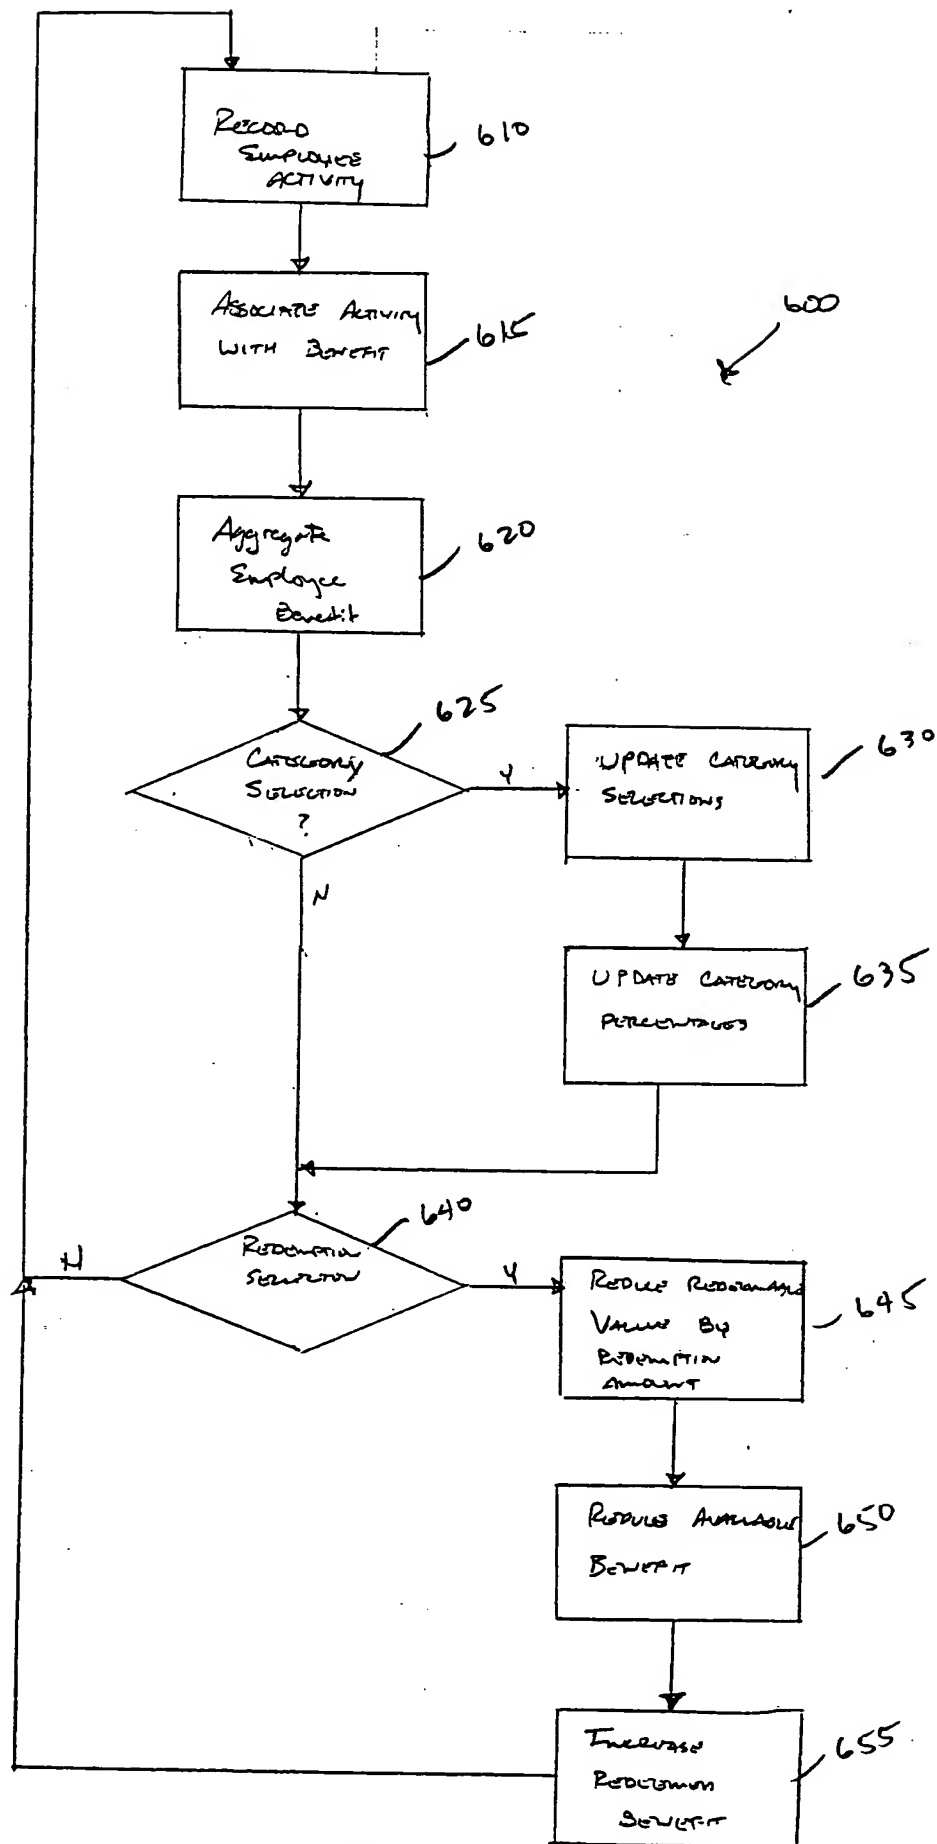 RECORD
EMPLOYEE
ACTIVITY
610
ASSOCIATE ACTIVITY
WITH BENEFIT
615
600
Aggregate
Employee
Benefit
620
625
CATEGORY
SELECTION
?
Y
N
UPDATE CATEGORY
SELECTIONS
630
UPDATE CATEGORY
PERCENTAGES
635
640
REDEMPTION
SELECTION
N
Y
REDUCE REDEEMABLE
VALUE BY
REDEMPTION
AMOUNT
645
REDUCE AVAILABLE
BENEFIT
650
INCREASE
REDEEMED
BENEFIT
655